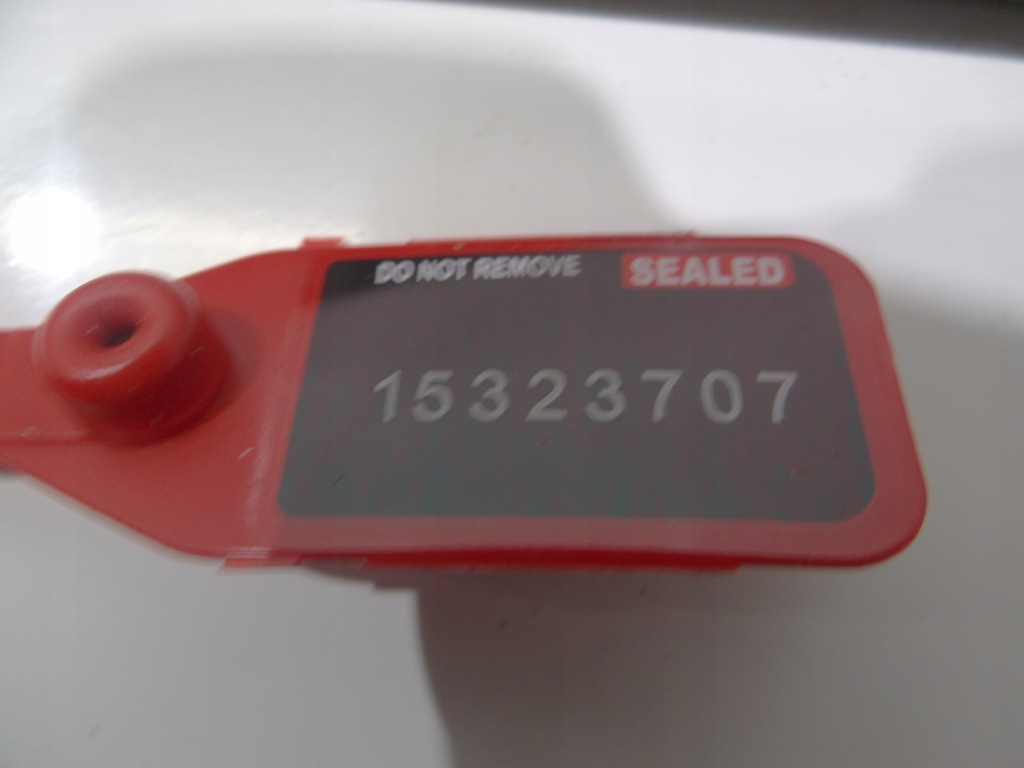 DO NOT REMOVE SEALED
15323707